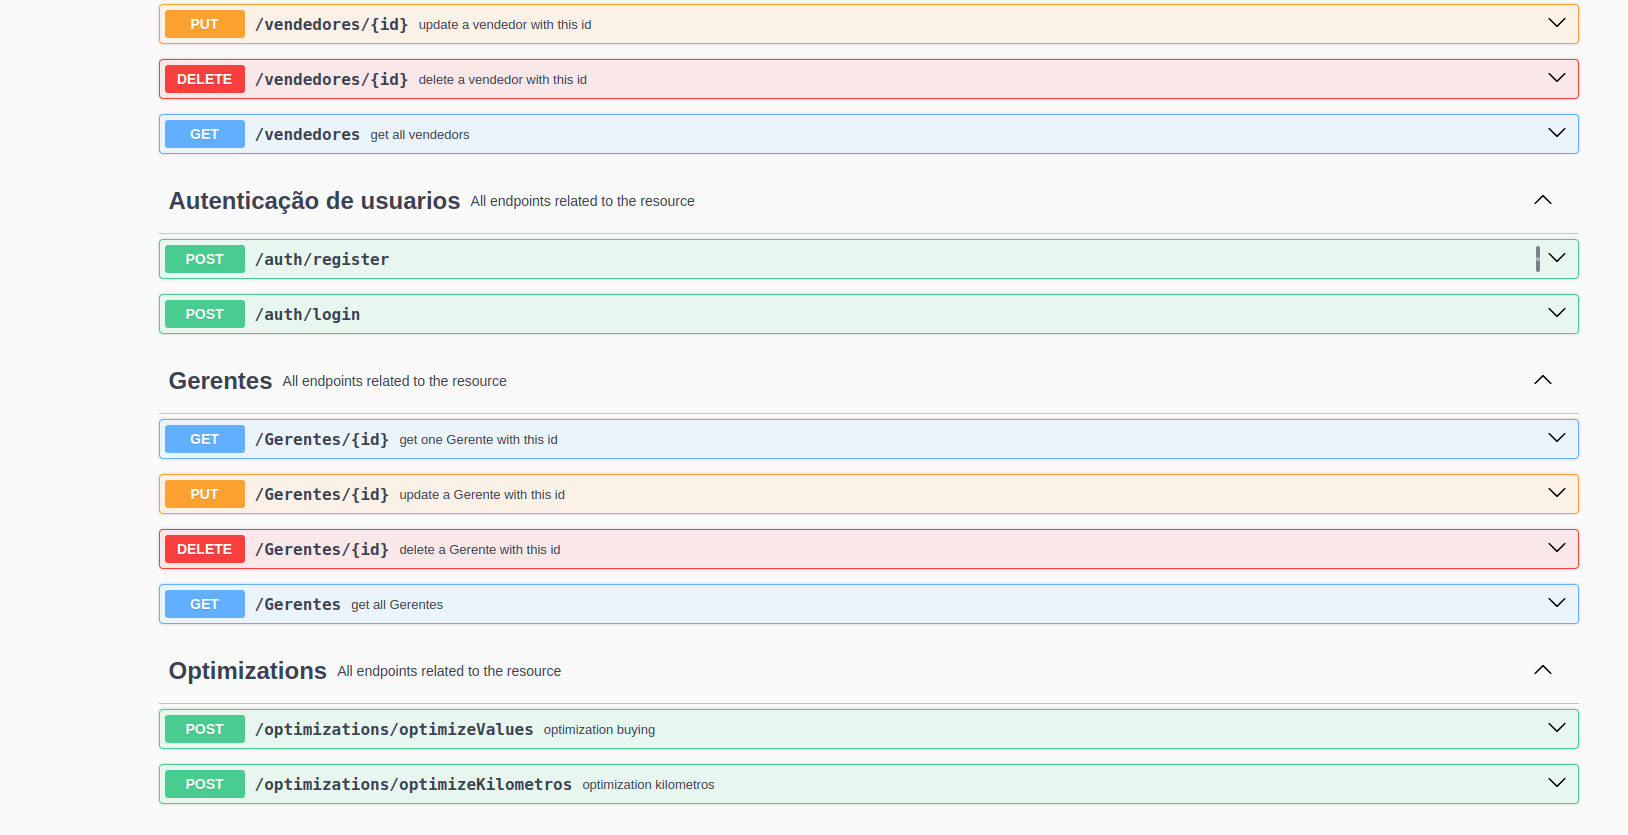 PUT /vendedores/{id} update a vendedor with this id
DELETE /vendedores/{id} delete a vendedor with this id
GET /vendedores get all vendedors
Autenticação de usuarios All endpoints related to the resource
POST /auth/register
POST /auth/login
Gerentes All endpoints related to the resource
GET /Gerentes/{id} get one Gerente with this id
PUT /Gerentes/{id} update a Gerente with this id
DELETE /Gerentes/{id} delete a Gerente with this id
GET /Gerentes get all Gerentes
Optimizations All endpoints related to the resource
POST /optimizations/optimizeValues optimization buying
POST /optimizations/optimizeKilometros optimization kilometros